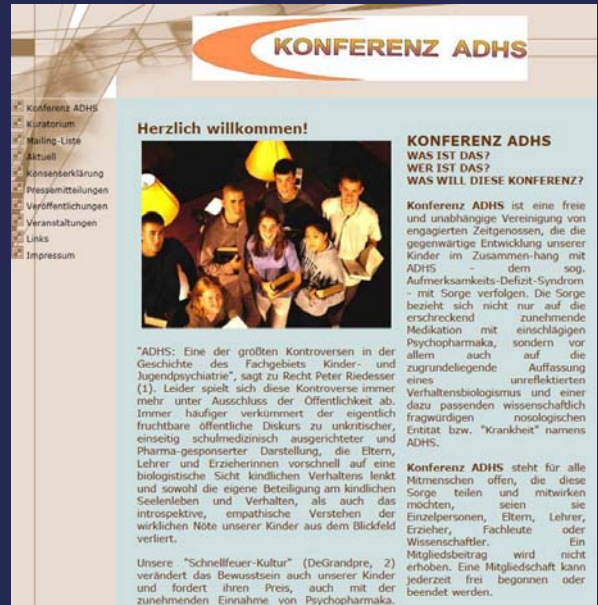 KONFERENZ ADHS
Konferenz ADHS
Kuratorium
Mailing-Liste
Aktuell
Konsenserklärung
Pressemitteilungen
Veröffentlichungen
Veranstaltungen
Links
Impressum
Herzlich willkommen!
"ADHS: Eine der größten Kontroversen in der
Geschichte des Fachgebiets Kinder- und
Jugendpsychiatrie", sagt zu Recht Peter Riedesser
(1). Leider spielt sich diese Kontroverse immer
mehr unter Ausschluss der Öffentlichkeit ab.
Immer häufiger verkümmert der eigentlich
fruchtbare öffentliche Diskurs zu unkritischer,
einseitig schulmedizinisch ausgerichteter und
Pharma-gesponserter Darstellung, die Eltern,
Lehrer und Erzieherinnen vorschnell auf eine
biologistische Sicht kindlichen Verhaltens lenkt
und sowohl die eigene Beteiligung am kindlichen
Seelenleben und Verhalten, als auch das
introspektive, empathische Verstehen der
wirklichen Nöte unserer Kinder aus dem Blickfeld
verliert.
Unsere "Schnellfeuer-Kultur" (DeGrandpre, 2)
verändert das Bewusstsein auch unserer Kinder
und fordert ihren Preis, auch mit der
zunehmenden Einnahme von Psychopharmaka.
KONFERENZ ADHS
WAS IST DAS?
WER IST DAS?
WAS WILL DIESE KONFERENZ?
Konferenz ADHS ist eine freie
und unabhängige Vereinigung von
engagierten Zeitgenossen, die die
gegenwärtige Entwicklung unserer
Kinder im Zusammen-hang mit
ADHS - dem sog.
Aufmerksamkeits-Defizit-Syndrom
- mit Sorge verfolgen. Die Sorge
bezieht sich nicht nur auf die
erschreckend zunehmende
Medikation mit einschlägigen
Psychopharmaka, sondern vor
allem auch auf die
zugrundeliegende Auffassung
eines unreflektierten
Verhaltensbiologismus und einer
dazu passenden wissenschaftlich
fragwürdigen nosologischen
Entität bzw. "Krankheit" namens
ADHS.
Konferenz ADHS steht für alle
Mitmenschen offen, die diese
Sorge teilen und mitwirken
möchten, seien sie
Einzelpersonen, Eltern, Lehrer,
Erzieher, Fachleute oder
Wissenschaftler. Ein
Mitgliedsbeitrag wird nicht
erhoben. Eine Mitgliedschaft kann
jederzeit frei begonnen oder
beendet werden.